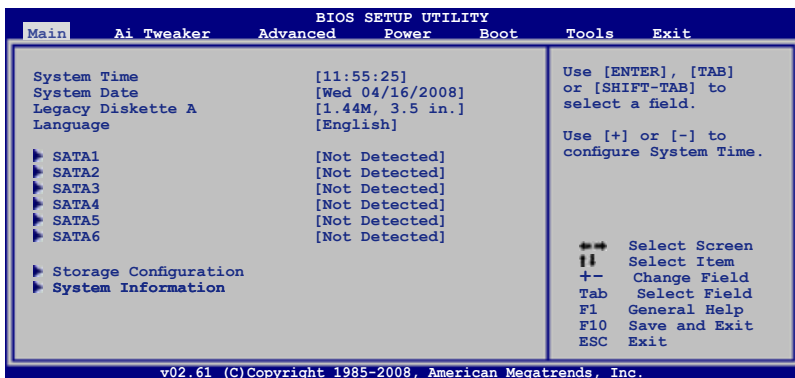 BIOS SETUP UTILITY
Main Ai Tweaker Advanced Power Boot Tools Exit
System Time [11:55:25]
System Date [Wed 04/16/2008]
Legacy Diskette A [1.44M, 3.5 in.]
Language [English]
SATA1 [Not Detected]
SATA2 [Not Detected]
SATA3 [Not Detected]
SATA4 [Not Detected]
SATA5 [Not Detected]
SATA6 [Not Detected]
Storage Configuration
System Information
Use [ENTER], [TAB]
or [SHIFT-TAB] to
select a field.
Use [+] or [-] to
configure System Time.
←→ Select Screen
↑↓ Select Item
+- Change Field
Tab Select Field
F1 General Help
F10 Save and Exit
ESC Exit
v02.61 (C)Copyright 1985-2008, American Megatrends, Inc.